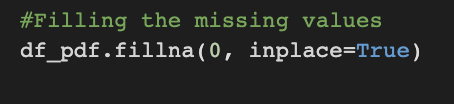 #Filling the missing values
df_pdf.fillna(0, inplace=True)